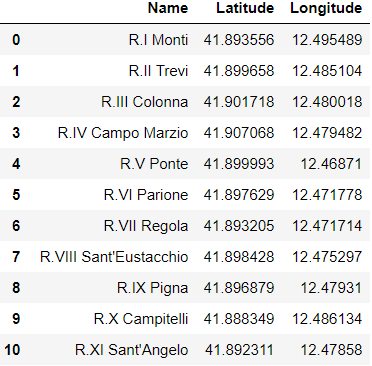 Name Latitude Longitude
0 R.I Monti 41.893556 12.495489
1 R.II Trevi 41.899658 12.485104
2 R.III Colonna 41.901718 12.480018
3 R.IV Campo Marzio 41.907068 12.479482
4 R.V Ponte 41.899993 12.46871
5 R.VI Parione 41.897629 12.471778
6 R.VII Regola 41.893205 12.471714
7 R.VIII Sant'Eustacchio 41.898428 12.475297
8 R.IX Pigna 41.896879 12.47931
9 R.X Campitelli 41.888349 12.486134
10 R.XI Sant'Angelo 41.892311 12.47858